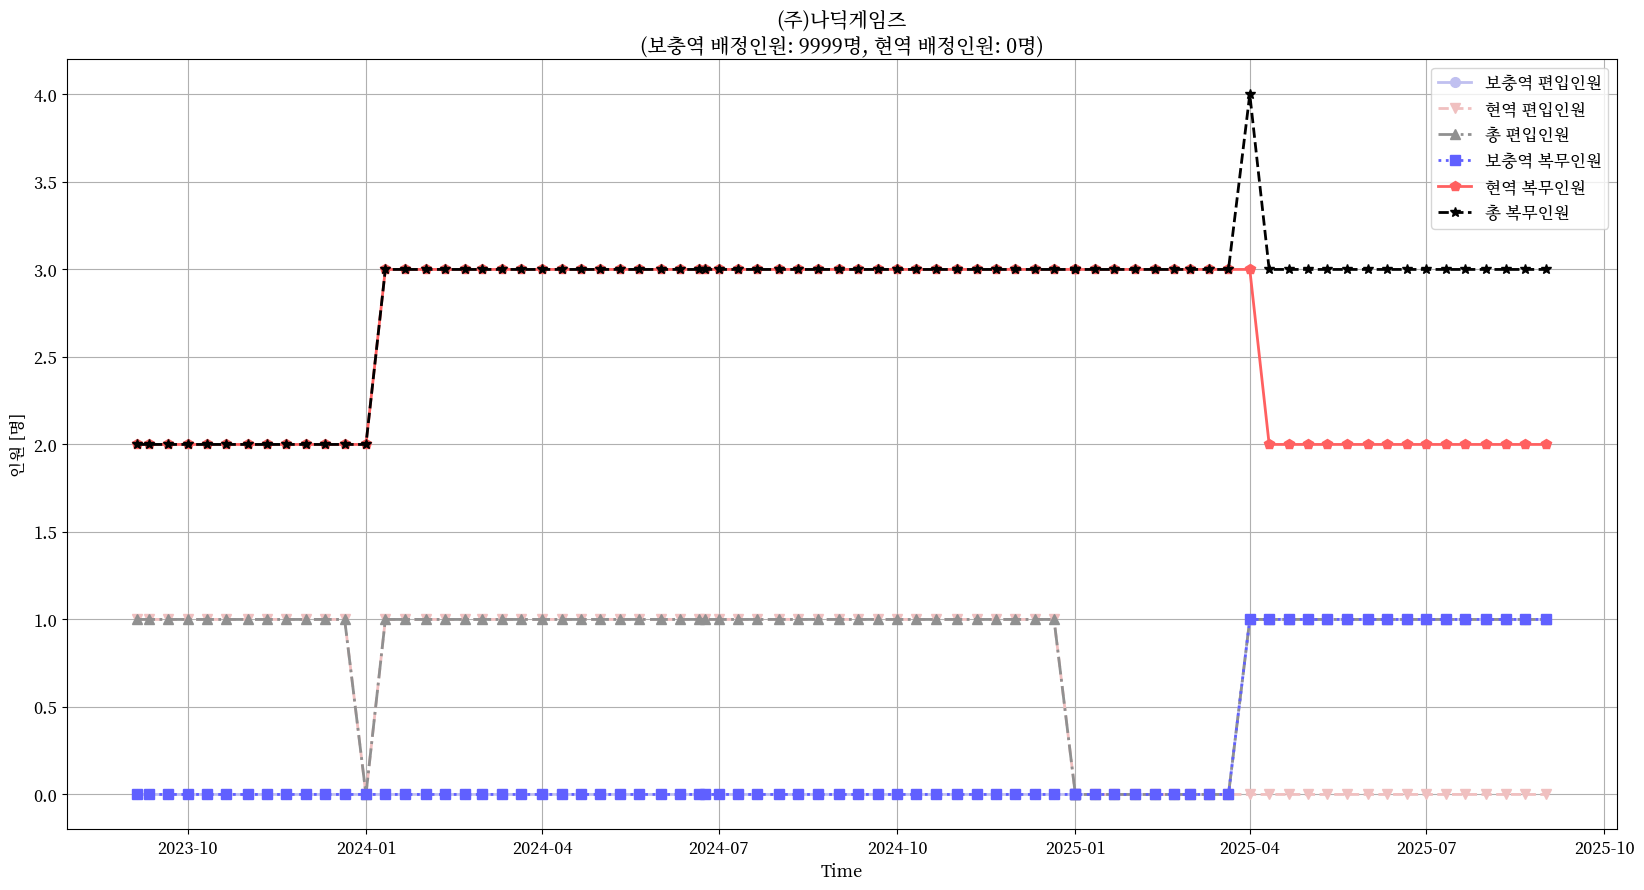 (주)나딕게임즈
(보충역 배정인원: 9999명, 현역 배정인원: 0명)
보충역 편입인원
현역 편입인원
총 편입인원
보충역 복무인원
현역 복무인원
총 복무인원
인원 [명]
4.0
3.5
3.0
2.5
2.0
1.5
1.0
0.5
0.0
2023-10 2024-01 2024-04 2024-07 2024-10 2025-01 2025-04 2025-07 2025-10
Time